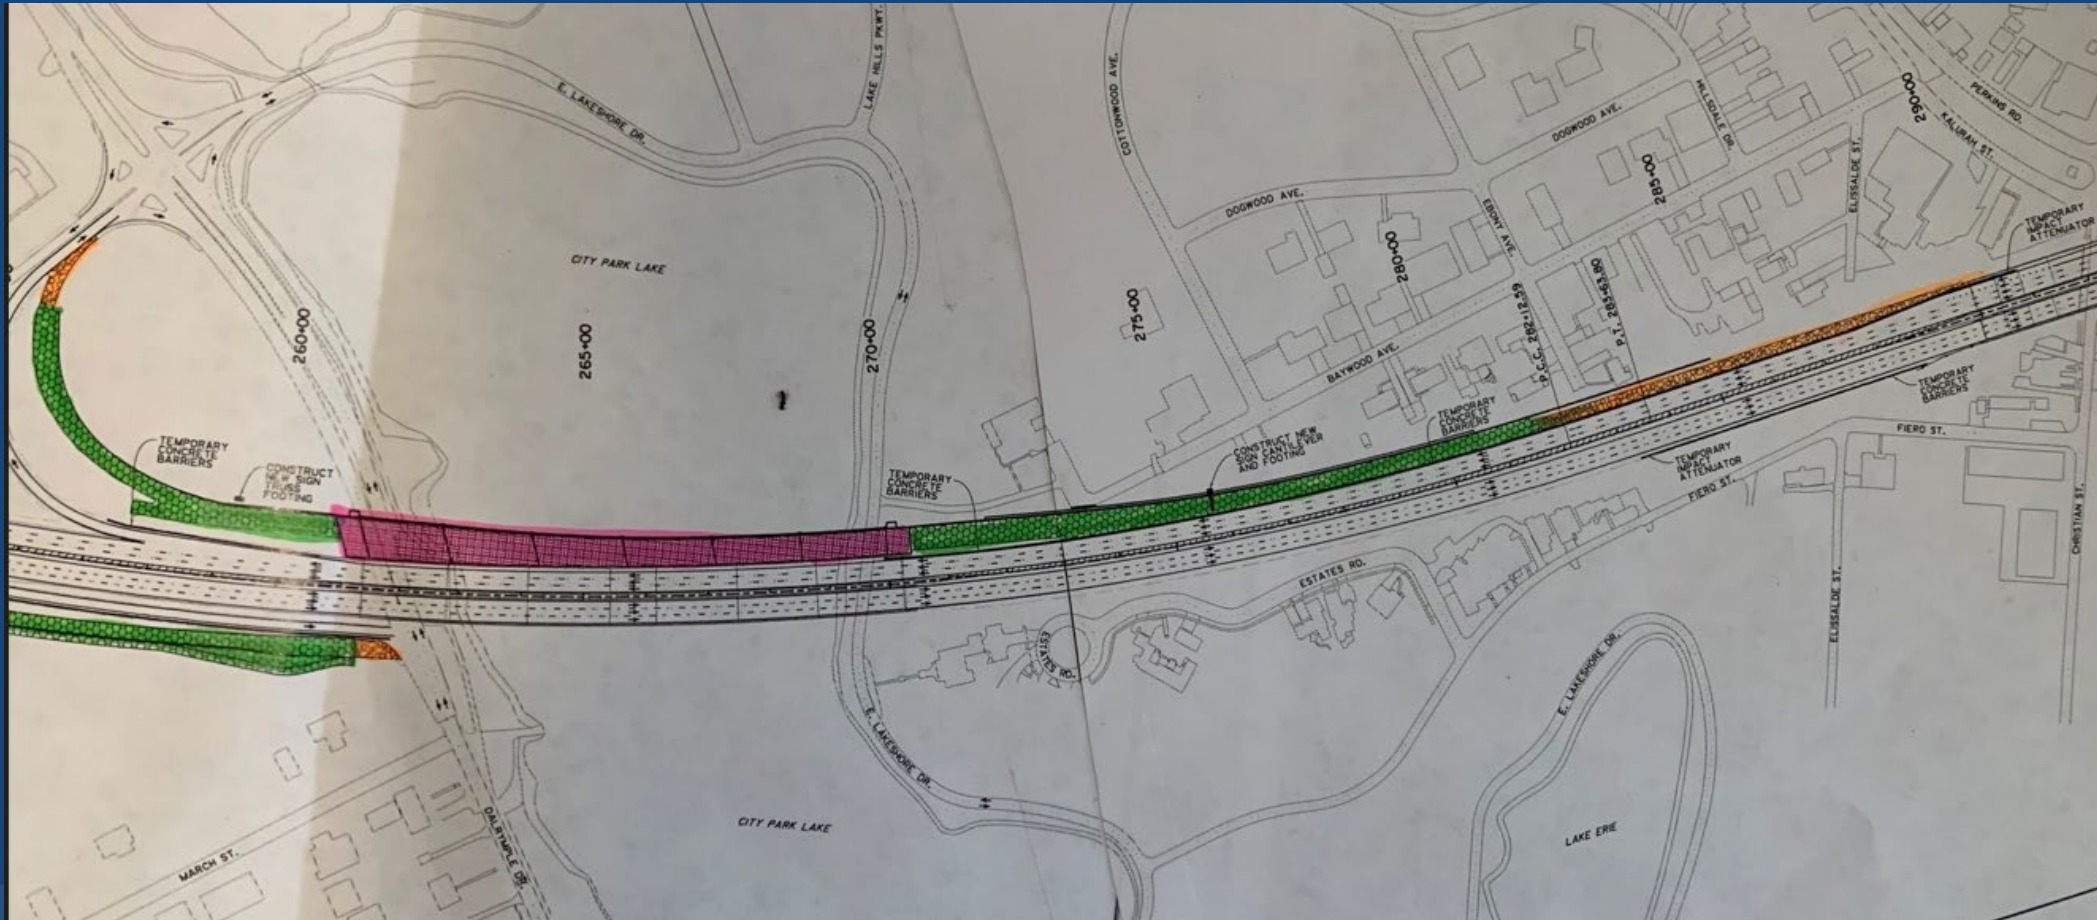 LAKE HILLS PKWY.
E. LAKESHORE DR.
COTTONWOOD AVE.
DOGWOOD AVE.
HILLSDALE DR.
290+00
PERKINS RD.
KALURAH ST.
ELISSALDE ST.
285+00
DOGWOOD AVE.
EBONY AVE.
280+00
TEMPORARY
IMPACT
ATTENUATOR
CITY PARK LAKE
260+00
265+00
270+00
275+00
P.C.C. 282+12.59
P.T. 283+63.80
BAYWOOD AVE.
TEMPORARY
CONCRETE
BARRIERS
CONSTRUCT
NEW SIGN
TRUSS
FOOTING
TEMPORARY
CONCRETE
BARRIERS
CONSTRUCT NEW
SIGN CANTILEVER
AND FOOTING
TEMPORARY
CONCRETE
BARRIERS
TEMPORARY
CONCRETE
BARRIERS
TEMPORARY
IMPACT
ATTENUATOR
FIERO ST.
FIERO ST.
CHRISTIAN ST.
ELISSALDE ST.
ESTATES RD.
ESTATES RD.
E. LAKESHORE DR.
E. LAKESHORE DR.
CITY PARK LAKE
LAKE ERIE
DALRYMPLE DR.
MARCH ST.